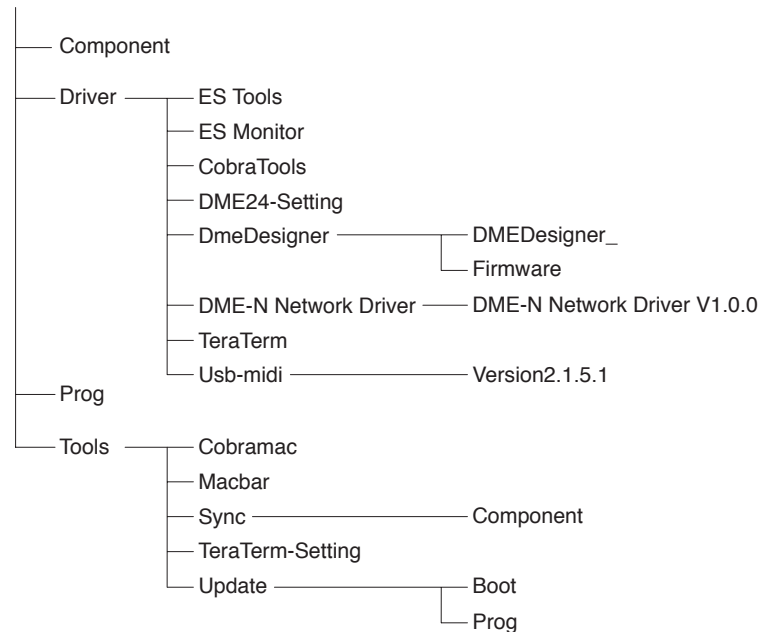 Component
Driver ES Tools
ES Monitor
CobraTools
DME24-Setting
DmeDesigner DMEDesigner_
Firmware
DME-N Network Driver DME-N Network Driver V1.0.0
TeraTerm
Usb-midi Version2.1.5.1
Prog
Tools Cobramac
Macbar
Sync Component
TeraTerm-Setting
Update Boot
Prog